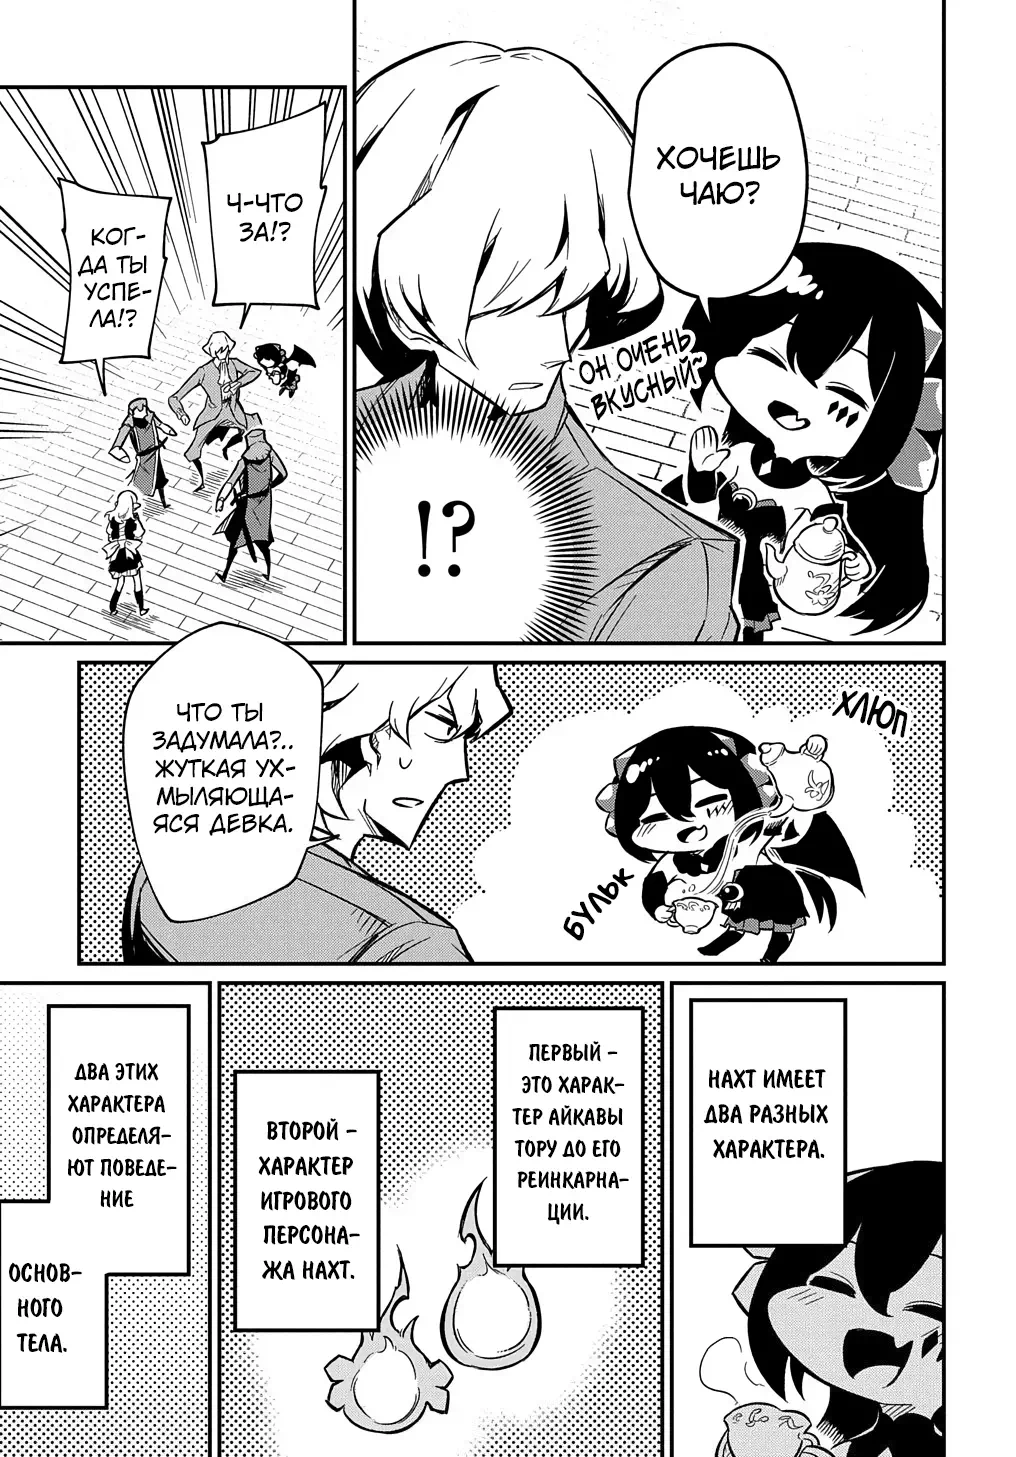 ХОЧЕШЬ
ЧАЮ?
ОН ОЧЕНЬ
ВКУСНЫЙ~
!?
Ч-ЧТО
ЗА!?
КОГ-
ДА ТЫ
УСПЕ-
ЛА!?
ХЛЮП
БУЛЬК
ЧТО ТЫ
ЗАДУМАЛА?..
ЖУТКАЯ УХ-
МЫЛЯЮЩА-
ЯСЯ ДЕВКА.
НАХТ ИМЕЕТ
ДВА РАЗНЫХ
ХАРАКТЕРА.
ПЕРВЫЙ -
ЭТО ХАРАК-
ТЕР АЙКАВЫ
ТОРУ ДО ЕГО
РЕИНКАРНА-
ЦИИ.
ВТОРОЙ -
ХАРАКТЕР
ИГРОВОГО
ПЕРСОНА-
ЖА НАХТ.
ДВА ЭТИХ
ХАРАКТЕРА
ОПРЕДЕЛЯ-
ЮТ ПОВЕДЕ-
НИЕ
ОСНОВ-
НОГО
ТЕЛА.